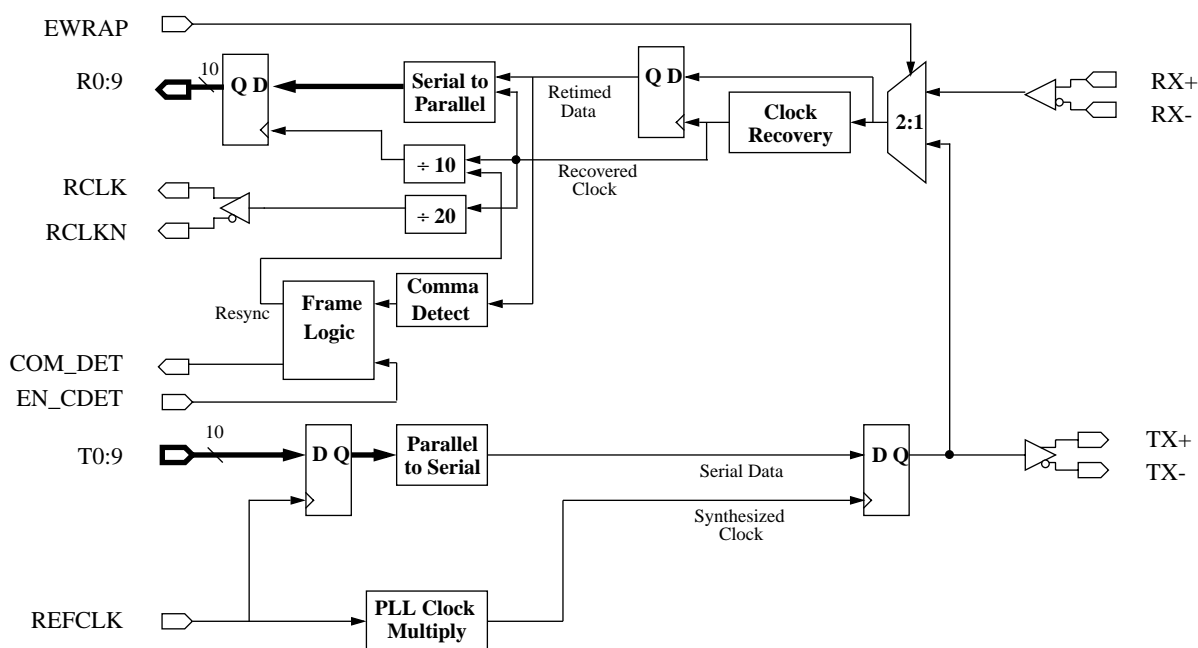 EWRAP
R0:9
10
Q D
Serial to
Parallel
Retimed
Data
Q D
Clock
Recovery
2:1
RX+
RX-
÷ 10
Recovered
Clock
RCLK
RCLKN
÷ 20
Resync
Frame
Logic
Comma
Detect
COM_DET
EN_CDET
T0:9
10
D Q
Parallel
to Serial
Serial Data
D Q
TX+
TX-
Synthesized
Clock
REFCLK
PLL Clock
Multiply